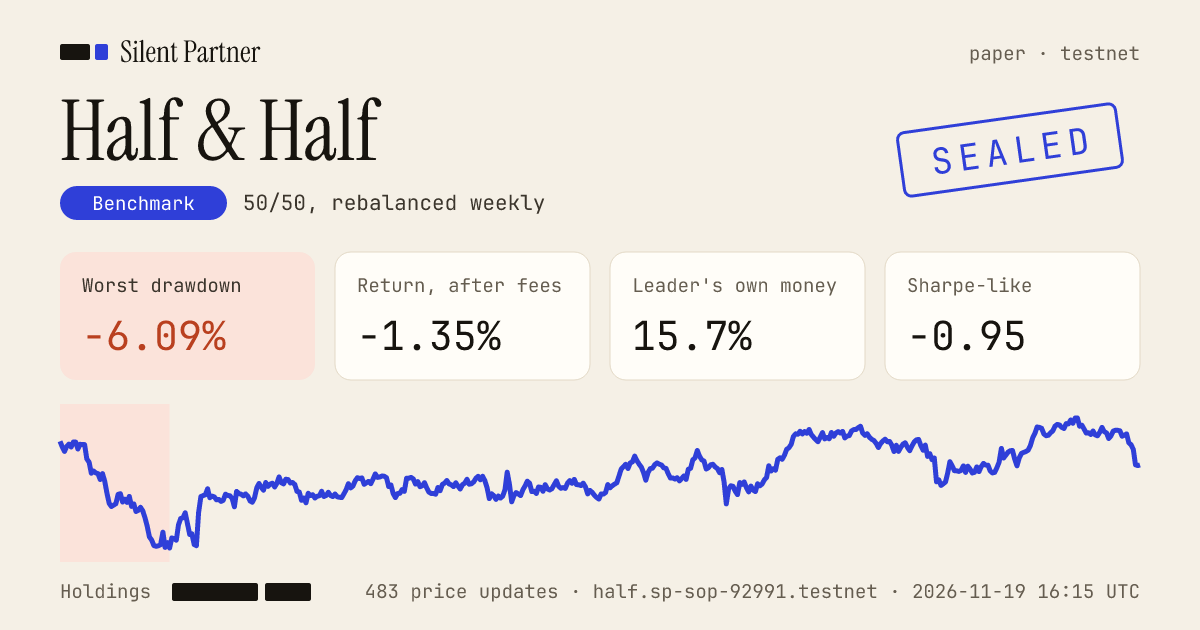 Silent Partner
paper · testnet
Half & Half
SEALED
Benchmark
50/50, rebalanced weekly
Worst drawdown
-6.09%
Return, after fees
-1.35%
Leader's own money
15.7%
Sharpe-like
-0.95
Holdings
483 price updates · half.sp-sop-92991.testnet · 2026-11-19 16:15 UTC